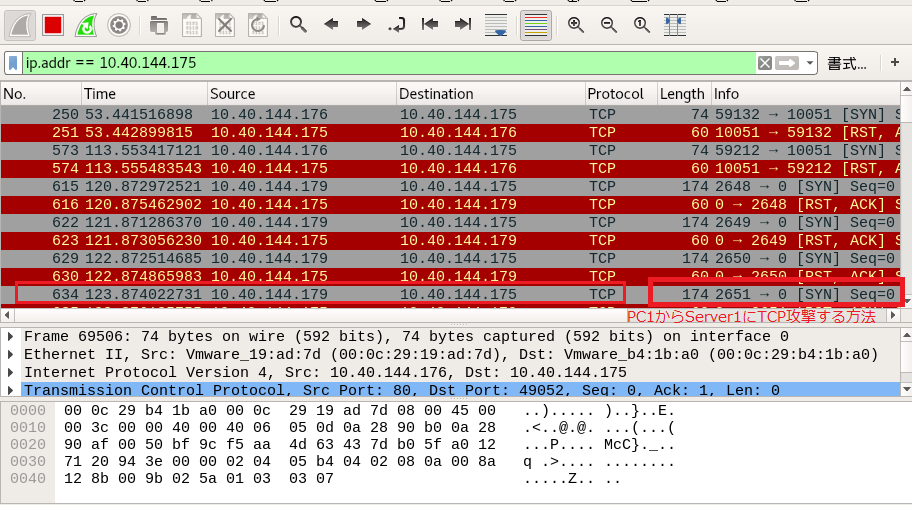 ip.addr == 10.40.144.175 書式… +
No. Time Source Destination Protocol Length Info
250 53.441516898 10.40.144.176 10.40.144.175 TCP 74 59132 → 10051 [SYN] S
251 53.442899815 10.40.144.175 10.40.144.176 TCP 60 10051 → 59132 [RST, A
573 113.553417121 10.40.144.176 10.40.144.175 TCP 74 59212 → 10051 [SYN] S
574 113.555483543 10.40.144.175 10.40.144.176 TCP 60 10051 → 59212 [RST, A
615 120.872972521 10.40.144.179 10.40.144.175 TCP 174 2648 → 0 [SYN] Seq=0
616 120.875462902 10.40.144.175 10.40.144.179 TCP 60 0 → 2648 [RST, ACK] S
622 121.871286370 10.40.144.179 10.40.144.175 TCP 174 2649 → 0 [SYN] Seq=0
623 121.873056230 10.40.144.175 10.40.144.179 TCP 60 0 → 2649 [RST, ACK] S
629 122.872514685 10.40.144.179 10.40.144.175 TCP 174 2650 → 0 [SYN] Seq=0
630 122.874865983 10.40.144.175 10.40.144.179 TCP 60 0 → 2650 [RST, ACK] S
634 123.874022731 10.40.144.179 10.40.144.175 TCP 174 2651 → 0 [SYN] Seq=0
PC1からServer1にTCP攻撃する方法
Frame 69506: 74 bytes on wire (592 bits), 74 bytes captured (592 bits) on interface 0
Ethernet II, Src: Vmware_19:ad:7d (00:0c:29:19:ad:7d), Dst: Vmware_b4:1b:a0 (00:0c:29:b4:1b:a0)
Internet Protocol Version 4, Src: 10.40.144.176, Dst: 10.40.144.175
Transmission Control Protocol, Src Port: 80, Dst Port: 49052, Seq: 0, Ack: 1, Len: 0
0000 00 0c 29 b4 1b a0 00 0c 29 19 ad 7d 08 00 45 00 ..)..... )..}..E.
0010 00 3c 00 00 40 00 40 06 05 0d 0a 28 90 b0 0a 28 .<..@.@. ...(...(
0020 90 af 00 50 bf 9c f5 aa 4d 63 43 7d b0 5f a0 12 ...P.... McC}._..
0030 71 20 94 3e 00 00 02 04 05 b4 04 02 08 0a 00 8a q .>.... ........
0040 12 8b 00 9b 02 5a 01 03 03 07 .....Z.. ..